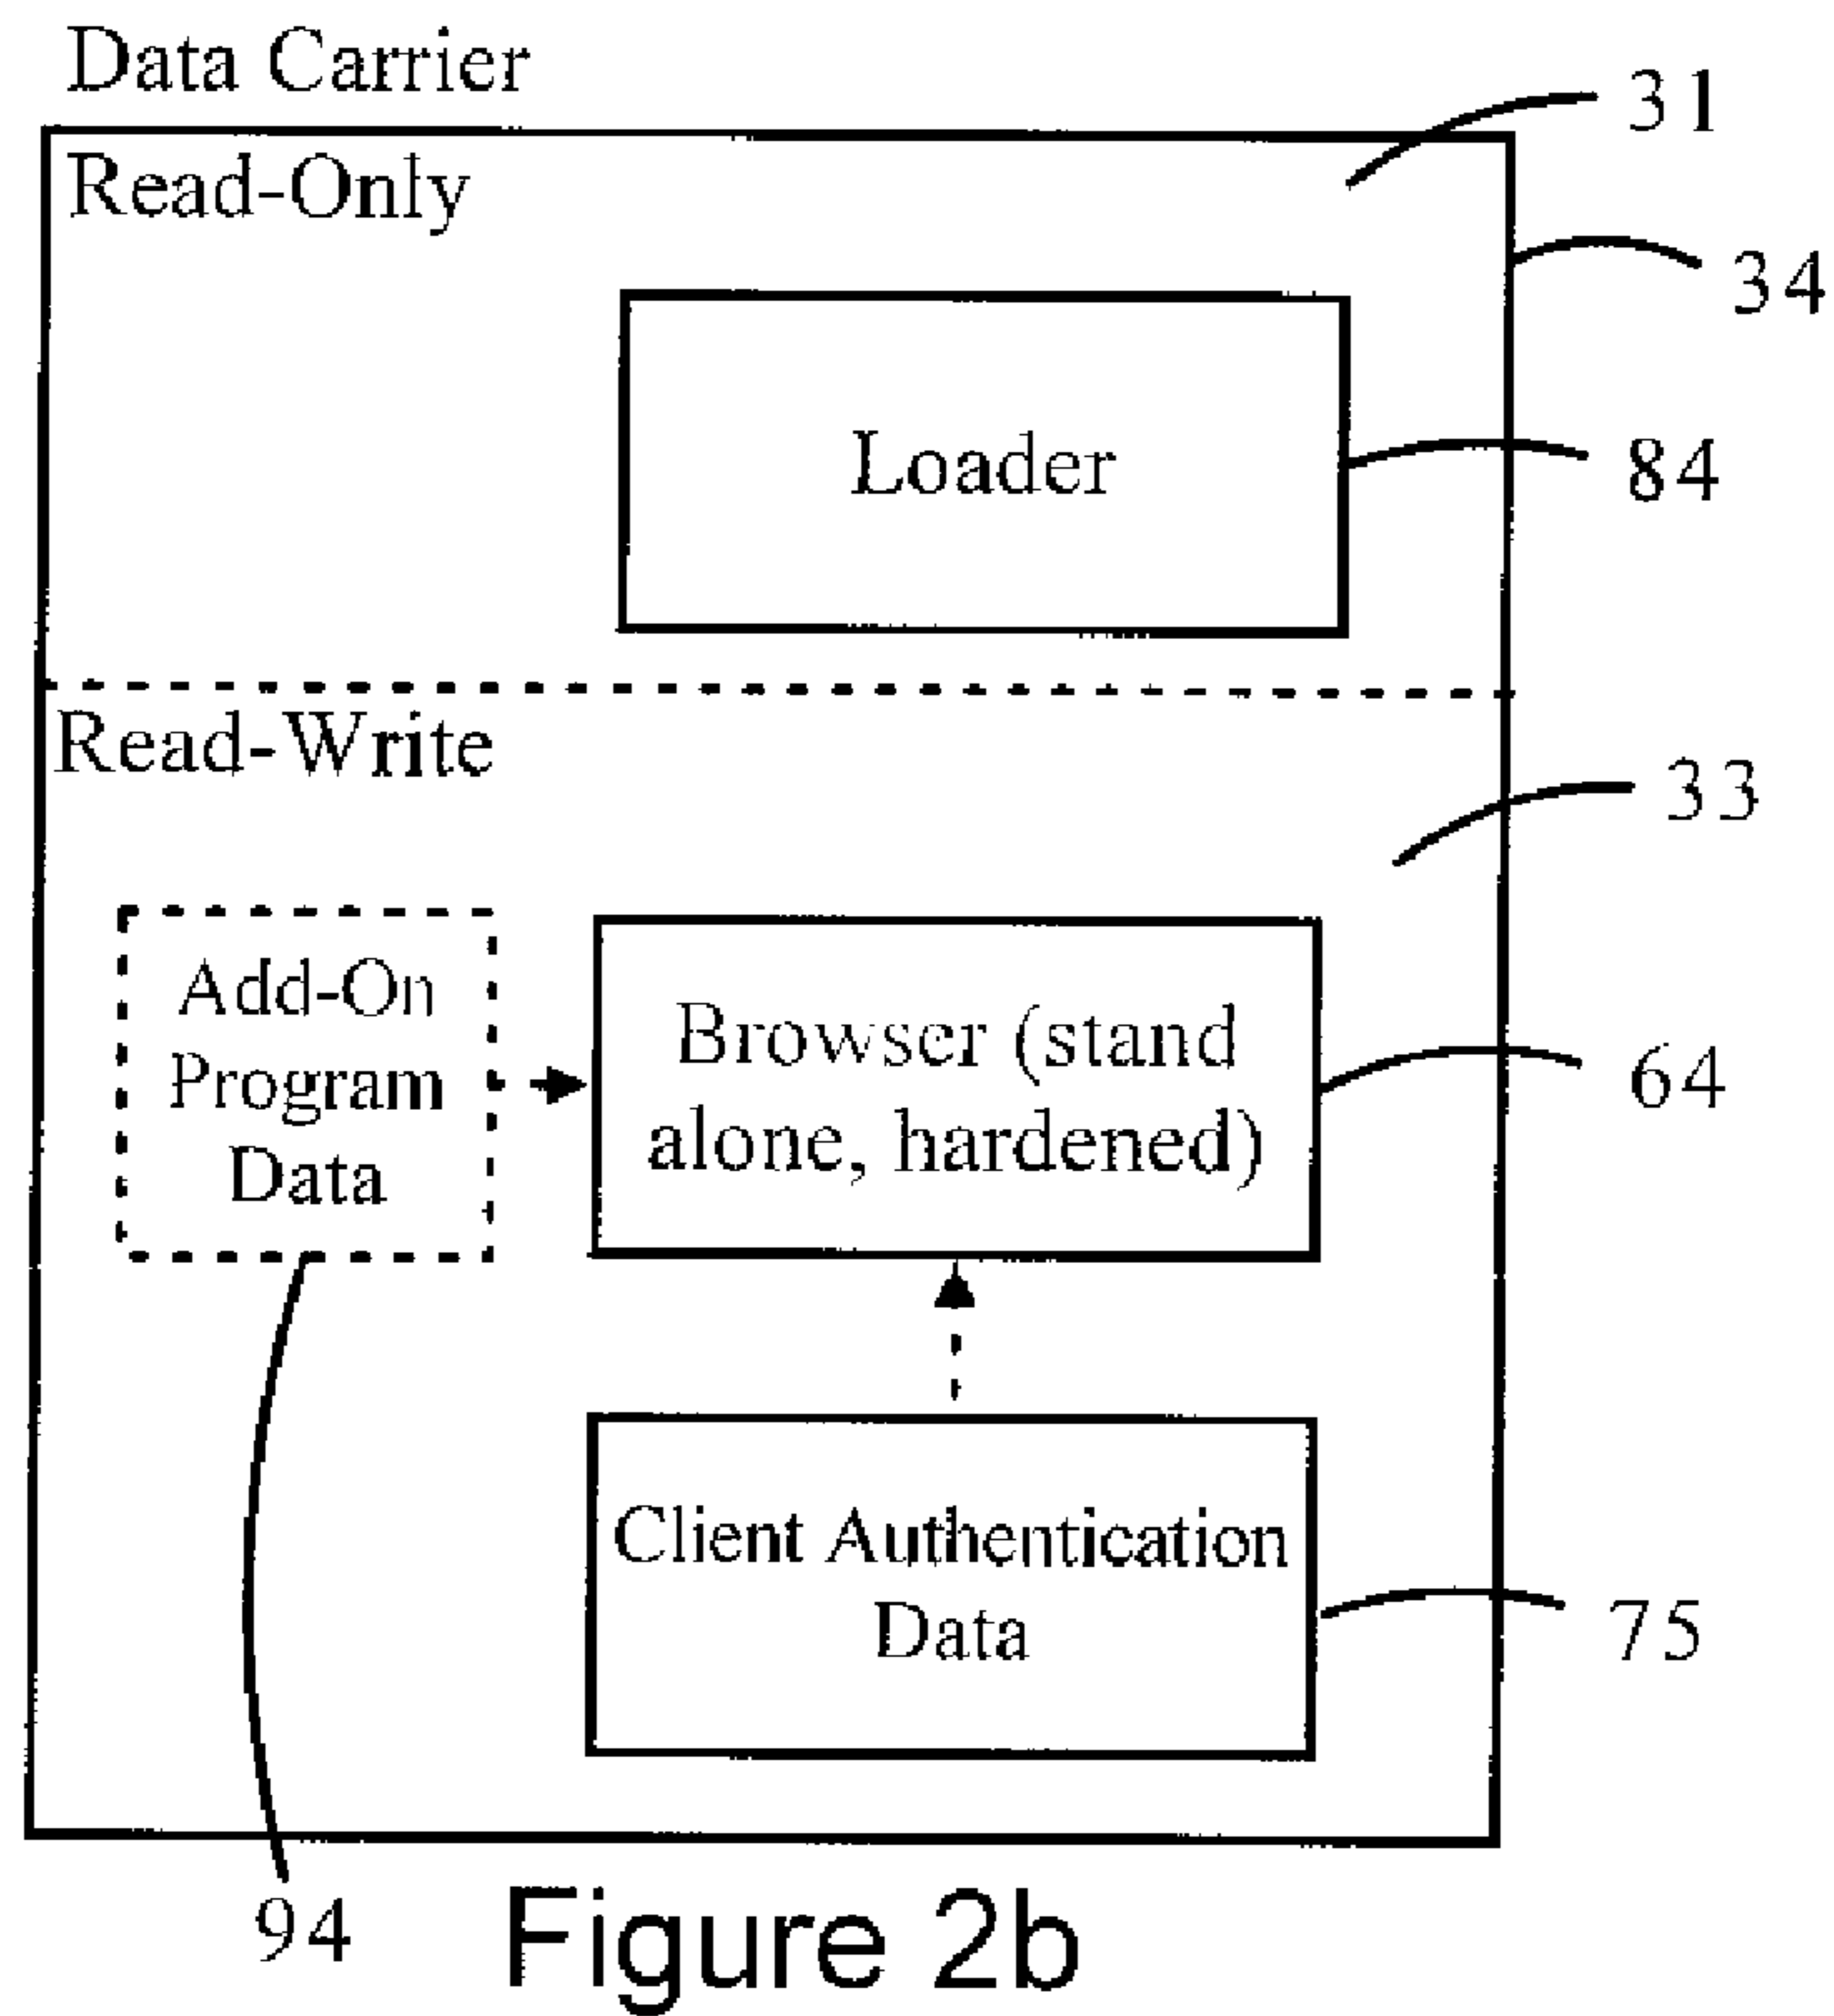 Data Carrier
31
Read-Only
34
Loader
84
Read-Write
33
Add-On
Program
Data
Browser (stand
alone, hardened)
64
Client Authentication
Data
75
94
Figure 2b